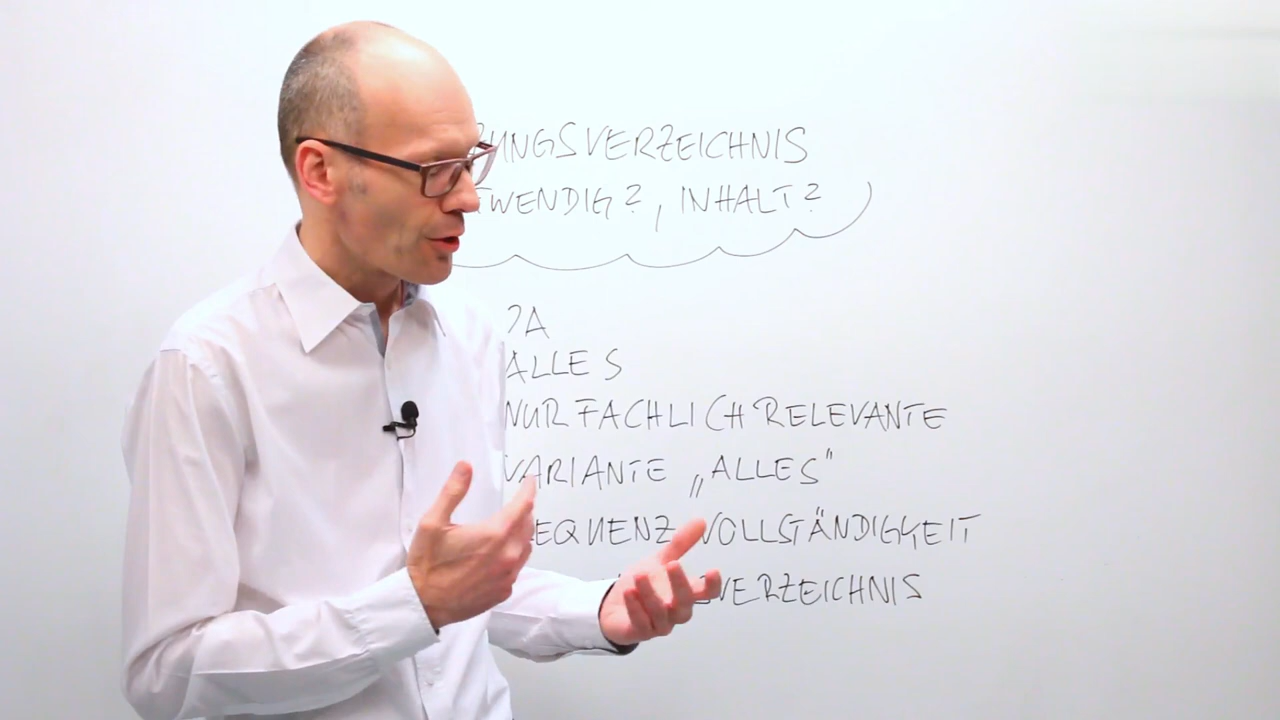 UNGSVERZEICHNIS
WENDIG?, INHALT?
JA
ALLES
NUR FACHLICH RELEVANTE
VARIANTE „ALLES"
EQUENZ VOLLSTÄNDIGKEIT
VERZEICHNIS